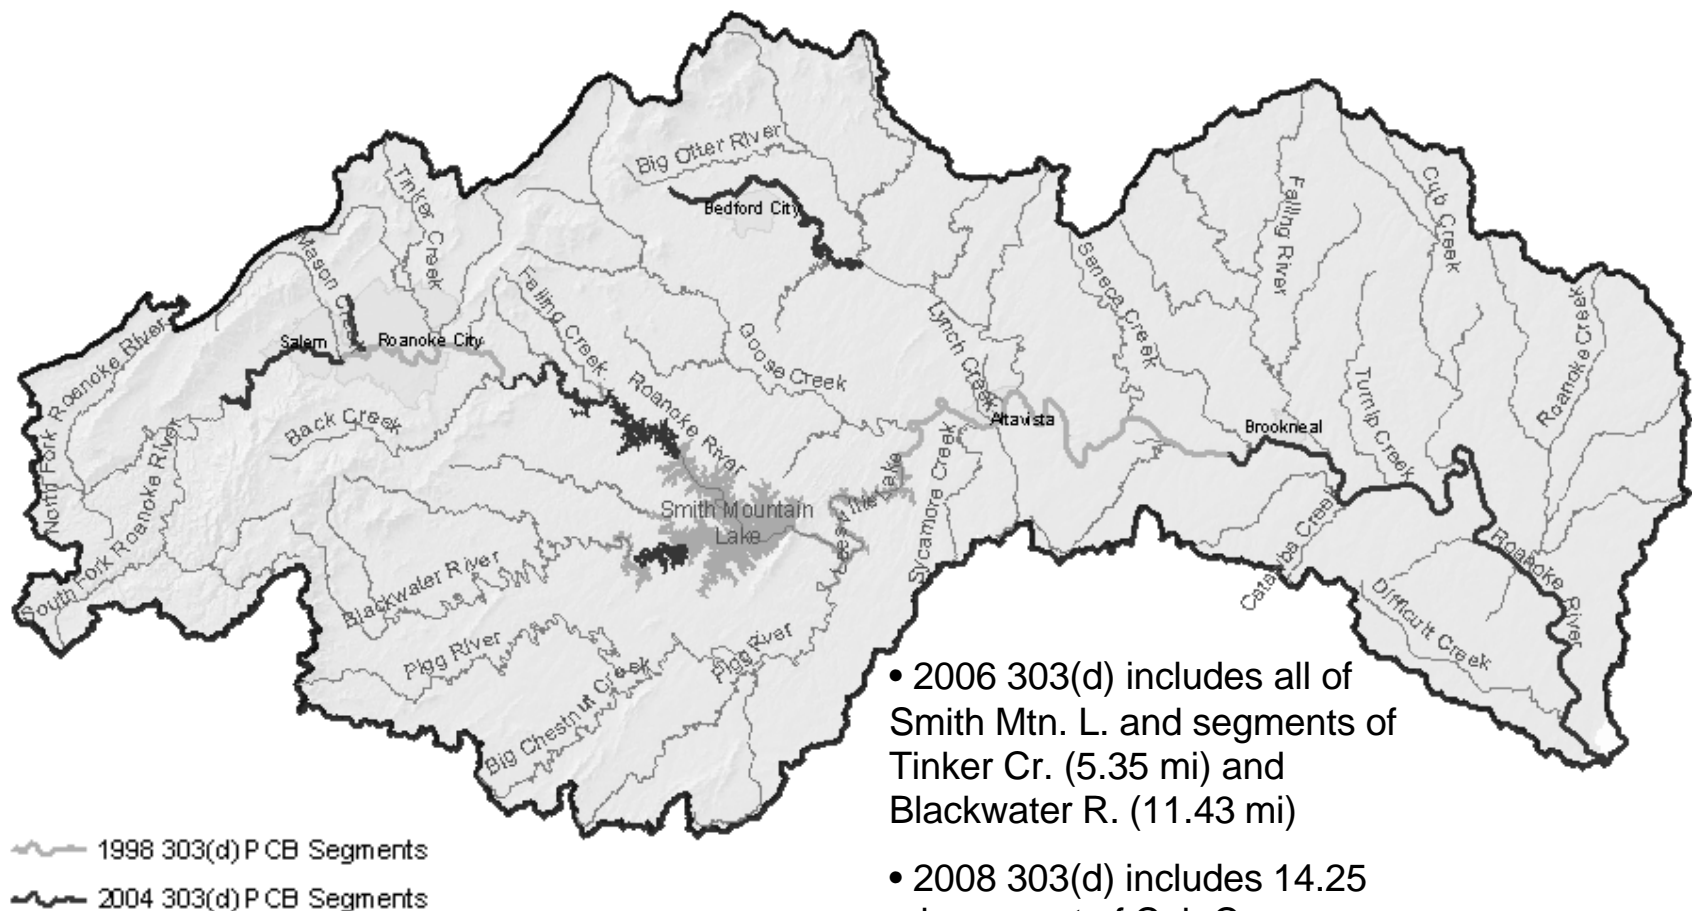 Big Otter River
Bedford City
Tinker Creek
Mason Creek
Falling Creek
Salem
Roanoke City
North Fork Roanoke River
South Fork Roanoke River
Back Creek
Roanoke River
Goose Creek
Lynch Creek
Seneca Creek
Falling River
Cub Creek
Roanoke Creek
Turnip Creek
Altavista
Brookneal
Smith Mountain
Lake
Leesville Lake
Sycamore Creek
Catawba Creek
Difficult Creek
Roanoke River
Blackwater River
Pigg River
Big Chestnut Creek
Pigg River
• 2006 303(d) includes all of
Smith Mtn. L. and segments of
Tinker Cr. (5.35 mi) and
Blackwater R. (11.43 mi)
• 2008 303(d) includes 14.25
1998 303(d) PCB Segments
2004 303(d) PCB Segments